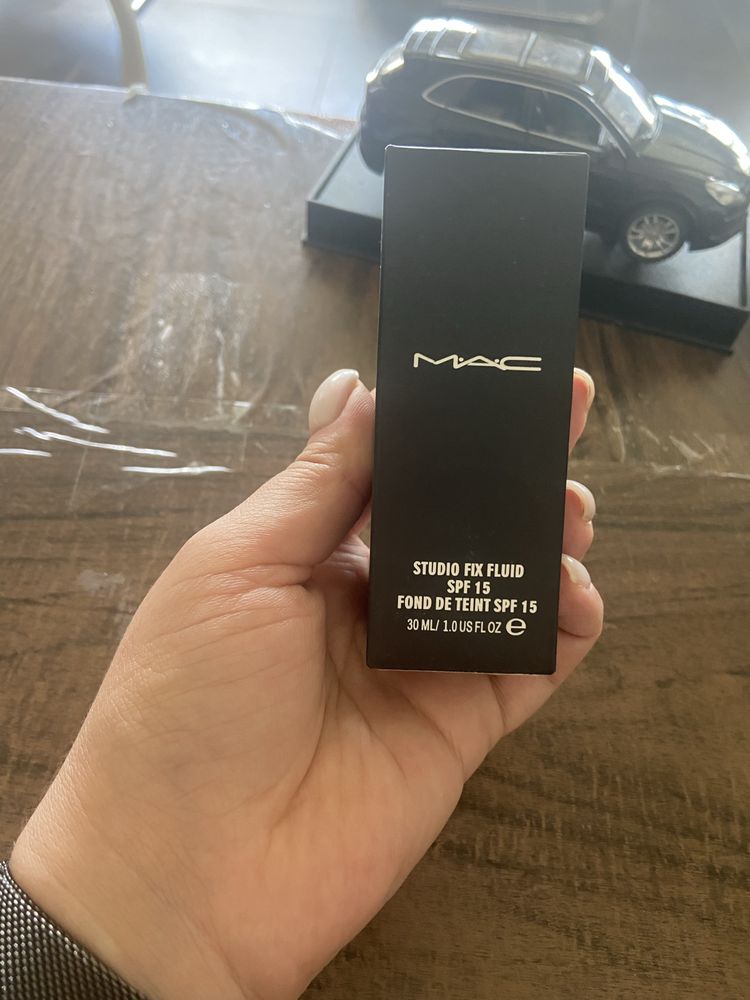 M·A·C
STUDIO FIX FLUID
SPF 15
FOND DE TEINT SPF 15
30 ML/ 1.0 US FL OZ ℮